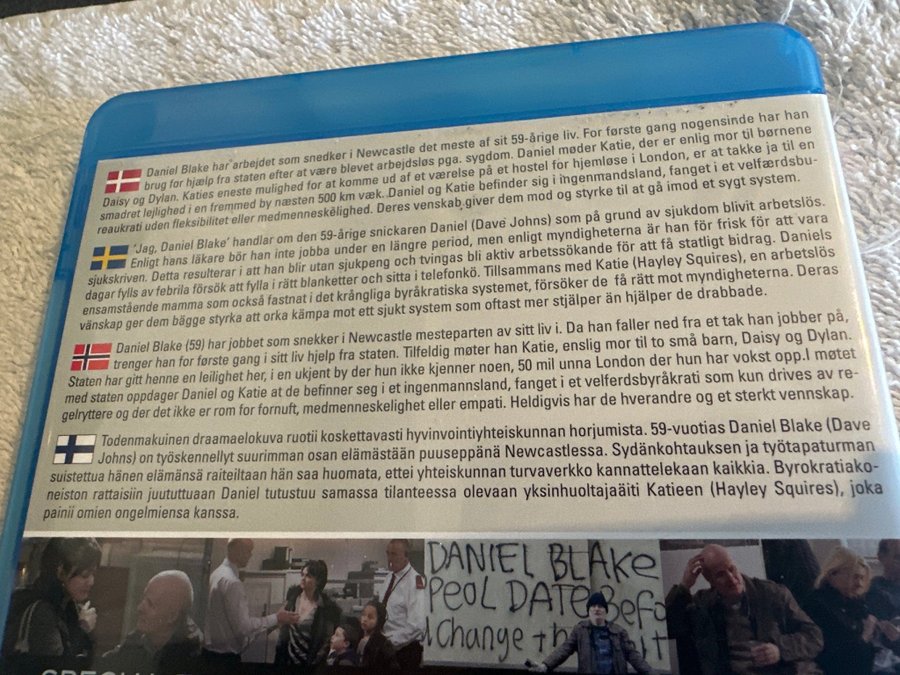 Daniel Blake har arbejdet som snedker i Newcastle det meste af sit 59-årige liv. For første gang nogensinde har han
brug for hjælp fra staten efter at være blevet arbejdsløs pga. sygdom. Daniel møder Katie, der er enlig mor til børnene
Daisy og Dylan. Katies eneste mulighed for at komme ud af et værelse på et hostel for hjemløse i London, er at takke ja til en
smadret lejlighed i en fremmed by næsten 500 km væk. Daniel og Katie befinder sig i ingenmandsland, fanget i et velfærdsbu-
reaukrati uden fleksibilitet eller medmenneskelighed. Deres venskab giver dem mod og styrke til at gå imod et sygt system.
'Jag, Daniel Blake' handlar om den 59-årige snickaren Daniel (Dave Johns) som på grund av sjukdom blivit arbetslös.
Enligt hans läkare bör han inte jobba under en längre period, men enligt myndigheterna är han för frisk för att vara
sjukskriven. Detta resulterar i att han blir utan sjukpeng och tvingas bli aktiv arbetssökande för att få statligt bidrag. Daniels
dagar fylls av febrila försök att fylla i rätt blanketter och sitta i telefonkö. Tillsammans med Katie (Hayley Squires), en arbetslös
ensamstående mamma som också fastnat i det krångliga byråkratiska systemet, försöker de få rätt mot myndigheterna. Deras
vänskap ger dem bägge styrka att orka kämpa mot ett sjukt system som oftast mer stjälper än hjälper de drabbade.
Daniel Blake (59) har jobbet som snekker i Newcastle mesteparten av sitt liv i. Da han faller ned fra et tak han jobber på,
trenger han for første gang i sitt liv hjelp fra staten. Tilfeldig møter han Katie, enslig mor til to små barn, Daisy og Dylan.
Staten har gitt henne en leilighet her, i en ukjent by der hun ikke kjenner noen, 50 mil unna London der hun har vokst opp.I møtet
med staten oppdager Daniel og Katie at de befinner seg i et ingenmannsland, fanget i et velferdsbyråkrati som kun drives av re-
gelryttere og der det ikke er rom for fornuft, medmenneskelighet eller empati. Heldigvis har de hverandre og et sterkt vennskap.
Todenmakuinen draamaelokuva ruotii koskettavasti hyvinvointiyhteiskunnan horjumista. 59-vuotias Daniel Blake (Dave
Johns) on työskennellyt suurimman osan elämästään puuseppänä Newcastlessa. Sydänkohtauksen ja työtapaturman
suistettua hänen elämänsä raiteiltaan hän saa huomata, ettei yhteiskunnan turvaverkko kannattelekaan kaikkia. Byrokratiako-
neiston rattaisiin juututtuaan Daniel tutustuu samassa tilanteessa olevaan yksinhuoltajaäiti Katieen (Hayley Squires), joka
painii omien ongelmiensa kanssa.
DANIEL BLAKE
PEOL DATE Befo
Change th